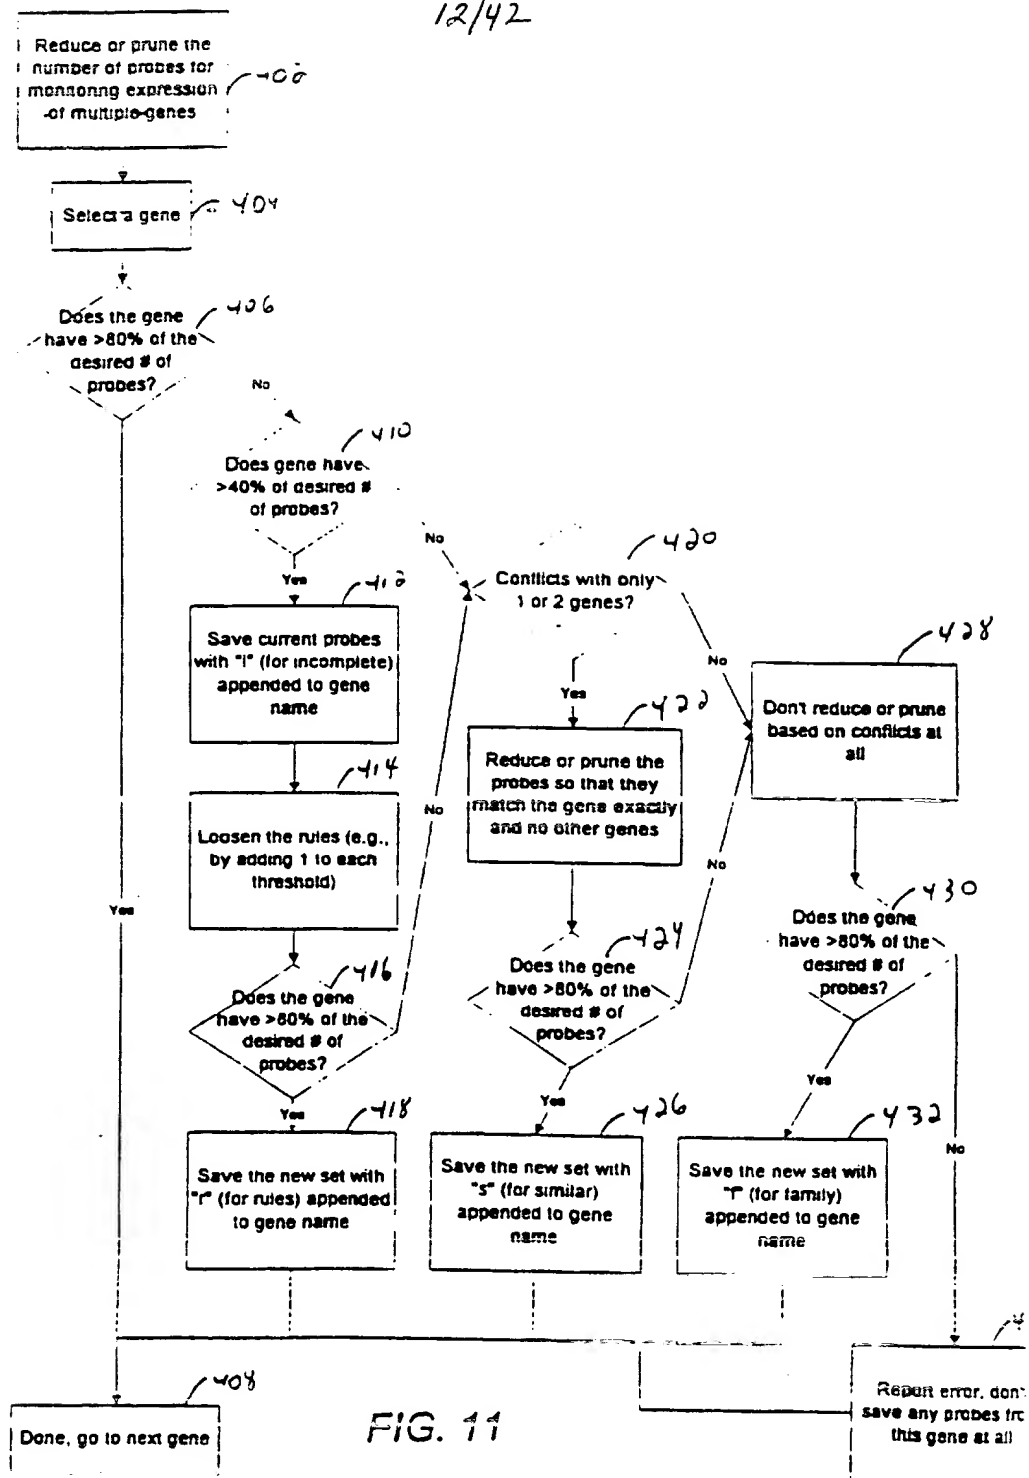 12/42
Reduce or prune the
number of probes for
monitoring expression
of multiple genes
Select a gene
404
Does the gene
have >80% of the
desired # of
probes?
406
No
Does gene have
>40% of desired #
of probes?
410
Yes
No
Save current probes
with "i" (for incomplete)
appended to gene
name
412
Loosen the rules (e.g.,
by adding 1 to each
threshold)
414
Does the gene
have >80% of the
desired # of
probes?
416
No
Yes
Save the new set with
"r" (for rules) appended
to gene name
418
Conflicts with only
1 or 2 genes?
420
Yes
No
Reduce or prune the
probes so that they
match the gene exactly
and no other genes
422
Does the gene
have >80% of the
desired # of
probes?
424
No
Yes
Save the new set with
"s" (for similar)
appended to gene
name
426
Don't reduce or prune
based on conflicts at
all
428
Does the gene
have >80% of the
desired # of
probes?
430
Yes
No
Save the new set with
"f" (for family)
appended to gene
name
432
Yes
Report error, don'
save any probes
this gene at all
Done, go to next gene
408
FIG. 11